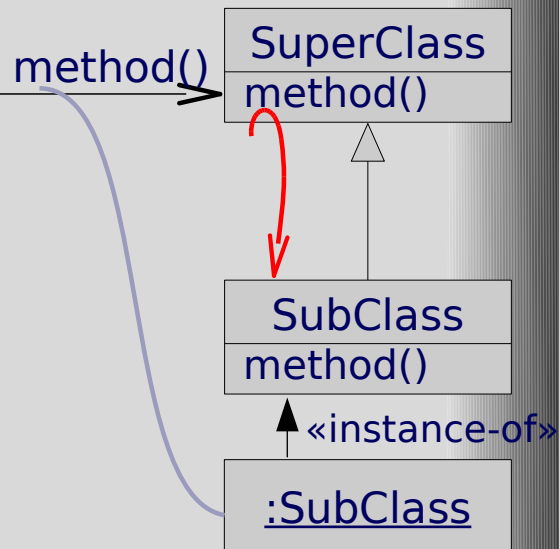 SuperClass
method()
method()
SubClass
method()
«instance-of»
:SubClass